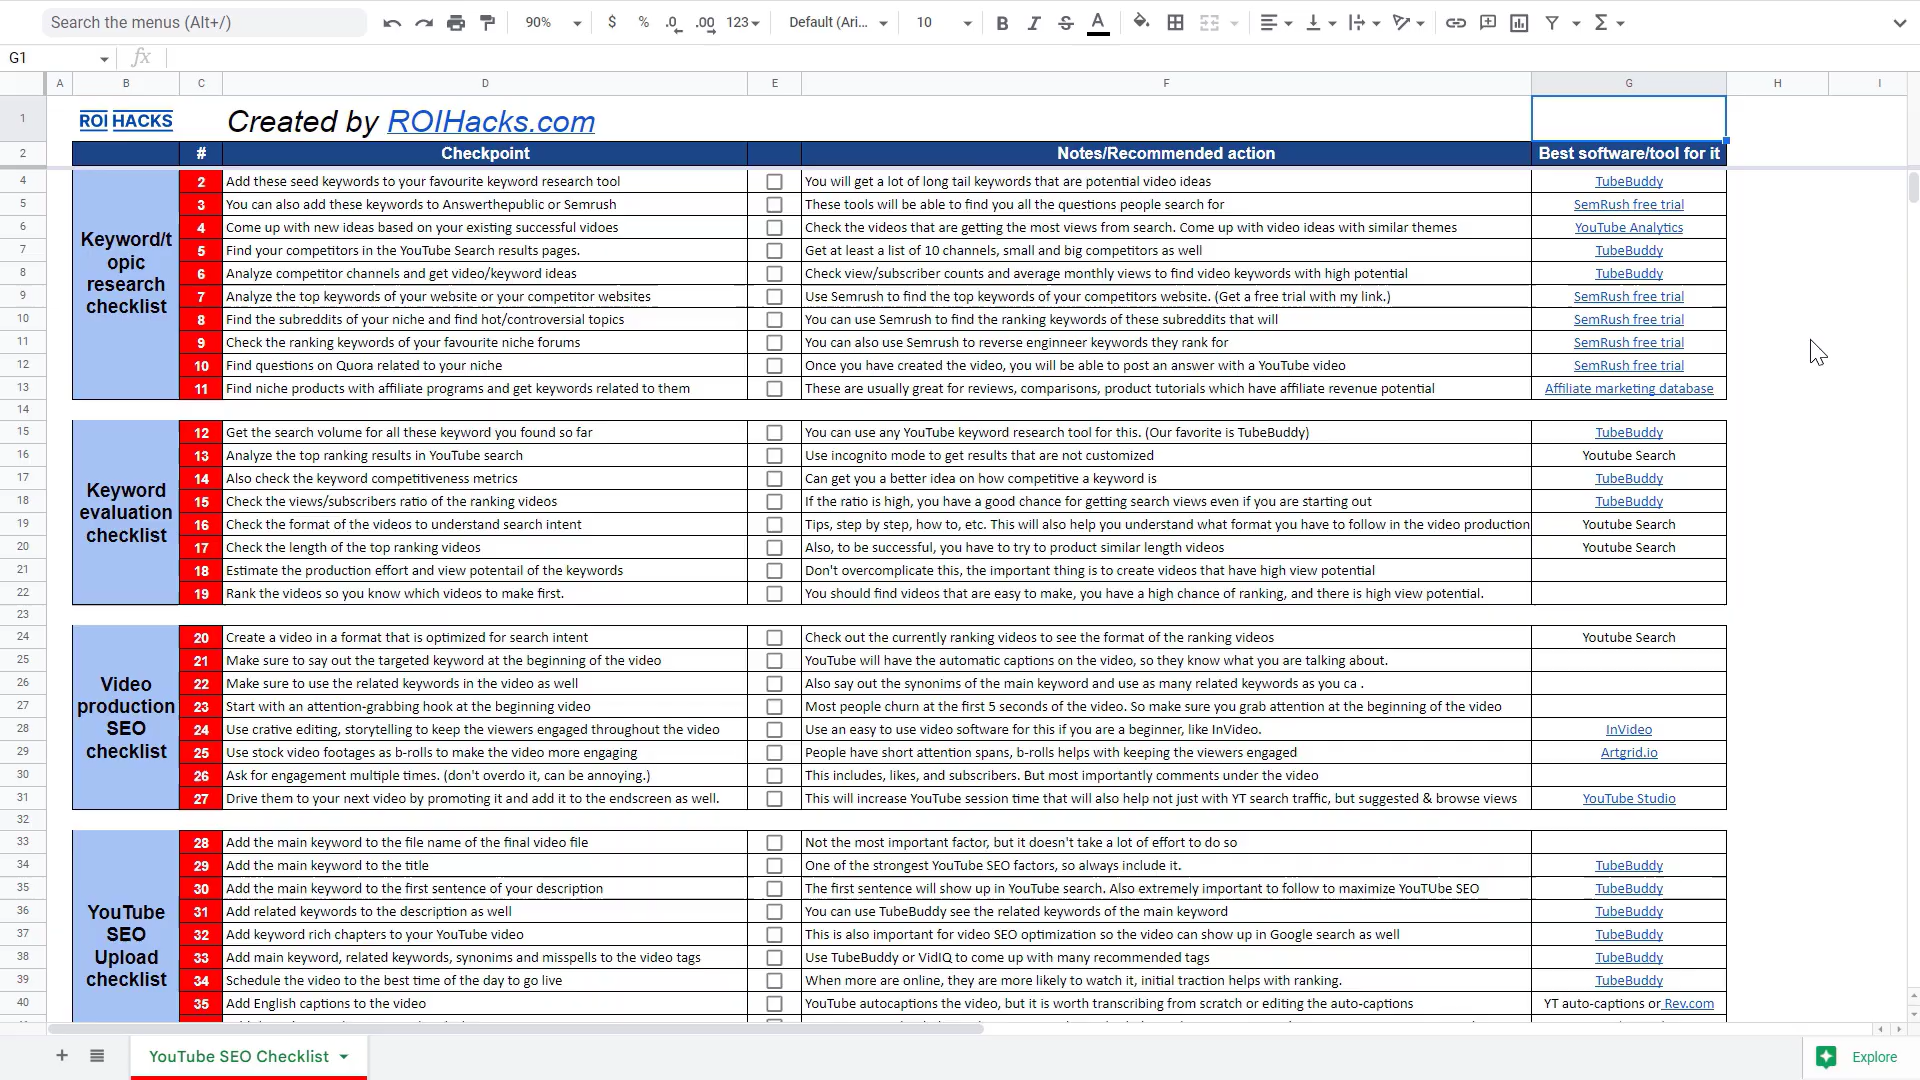 Search the menus (Alt+/)
90%
$ % .0 .00 123
Default (Ari...
10
B I S A
G1
fx
A B C D E F G H I
1 ROI HACKS Created by ROIHacks.com
2 # Checkpoint Notes/Recommended action Best software/tool for it
Keyword/t
opic
research
checklist
4 2 Add these seed keywords to your favourite keyword research tool You will get a lot of long tail keywords that are potential video ideas TubeBuddy
5 3 You can also add these keywords to Answerthepublic or Semrush These tools will be able to find you all the questions people search for SemRush free trial
6 4 Come up with new ideas based on your existing successful vidoes Check the videos that are getting the most views from search. Come up with video ideas with similar themes YouTube Analytics
7 5 Find your competitors in the YouTube Search results pages. Get at least a list of 10 channels, small and big competitors as well TubeBuddy
8 6 Analyze competitor channels and get video/keyword ideas Check view/subscriber counts and average monthly views to find video keywords with high potential TubeBuddy
9 7 Analyze the top keywords of your website or your competitor websites Use Semrush to find the top keywords of your competitors website. (Get a free trial with my link.) SemRush free trial
10 8 Find the subreddits of your niche and find hot/controversial topics You can use Semrush to find the ranking keywords of these subreddits that will SemRush free trial
11 9 Check the ranking keywords of your favourite niche forums You can also use Semrush to reverse enginneer keywords they rank for SemRush free trial
12 10 Find questions on Quora related to your niche Once you have created the video, you will be able to post an answer with a YouTube video SemRush free trial
13 11 Find niche products with affiliate programs and get keywords related to them These are usually great for reviews, comparisons, product tutorials which have affiliate revenue potential Affiliate marketing database
14
Keyword
evaluation
checklist
15 12 Get the search volume for all these keyword you found so far You can use any YouTube keyword research tool for this. (Our favorite is TubeBuddy) TubeBuddy
16 13 Analyze the top ranking results in YouTube search Use incognito mode to get results that are not customized Youtube Search
17 14 Also check the keyword competitiveness metrics Can get you a better idea on how competitive a keyword is TubeBuddy
18 15 Check the views/subscribers ratio of the ranking videos If the ratio is high, you have a good chance for getting search views even if you are starting out TubeBuddy
19 16 Check the format of the videos to understand search intent Tips, step by step, how to, etc. This will also help you understand what format you have to follow in the video production Youtube Search
20 17 Check the length of the top ranking videos Also, to be successful, you have to try to product similar length videos Youtube Search
21 18 Estimate the production effort and view potentail of the keywords Don't overcomplicate this, the important thing is to create videos that have high view potential
22 19 Rank the videos so you know which videos to make first. You should find videos that are easy to make, you have a high chance of ranking, and there is high view potential.
23
Video
production
SEO
checklist
24 20 Create a video in a format that is optimized for search intent Check out the currently ranking videos to see the format of the ranking videos Youtube Search
25 21 Make sure to say out the targeted keyword at the beginning of the video YouTube will have the automatic captions on the video, so they know what you are talking about.
26 22 Make sure to use the related keywords in the video as well Also say out the synonims of the main keyword and use as many related keywords as you ca .
27 23 Start with an attention-grabbing hook at the beginning video Most people churn at the first 5 seconds of the video. So make sure you grab attention at the beginning of the video
28 24 Use crative editing, storytelling to keep the viewers engaged throughout the video Use an easy to use video software for this if you are a beginner, like InVideo. InVideo
29 25 Use stock video footages as b-rolls to make the video more engaging People have short attention spans, b-rolls helps with keeping the viewers engaged Artgrid.io
30 26 Ask for engagement multiple times. (don't overdo it, can be annoying.) This includes, likes, and subscribers. But most importantly comments under the video
31 27 Drive them to your next video by promoting it and add it to the endscreen as well. This will increase YouTube session time that will also help not just with YT search traffic, but suggested & browse views YouTube Studio
32
YouTube
SEO
Upload
checklist
33 28 Add the main keyword to the file name of the final video file Not the most important factor, but it doesn't take a lot of effort to do so
34 29 Add the main keyword to the title One of the strongest YouTube SEO factors, so always include it. TubeBuddy
35 30 Add the main keyword to the first sentence of your description The first sentence will show up in YouTube search. Also extremely important to follow to maximize YouTUBE SEO TubeBuddy
36 31 Add related keywords to the description as well You can use TubeBuddy see the related keywords of the main keyword TubeBuddy
37 32 Add keyword rich chapters to your YouTube video This is also important for video SEO optimization so the video can show up in Google search as well TubeBuddy
38 33 Add main keyword, related keywords, synonims and misspells to the video tags Use TubeBuddy or VidIQ to come up with many recommended tags TubeBuddy
39 34 Schedule the video to the best time of the day to go live When more are online, they are more likely to watch it, initial traction helps with ranking. TubeBuddy
40 35 Add English captions to the video YouTube autocaptions the video, but it is worth transcribing from scratch or editing the auto-captions YT auto-captions or Rev.com
YouTube SEO Checklist
Explore